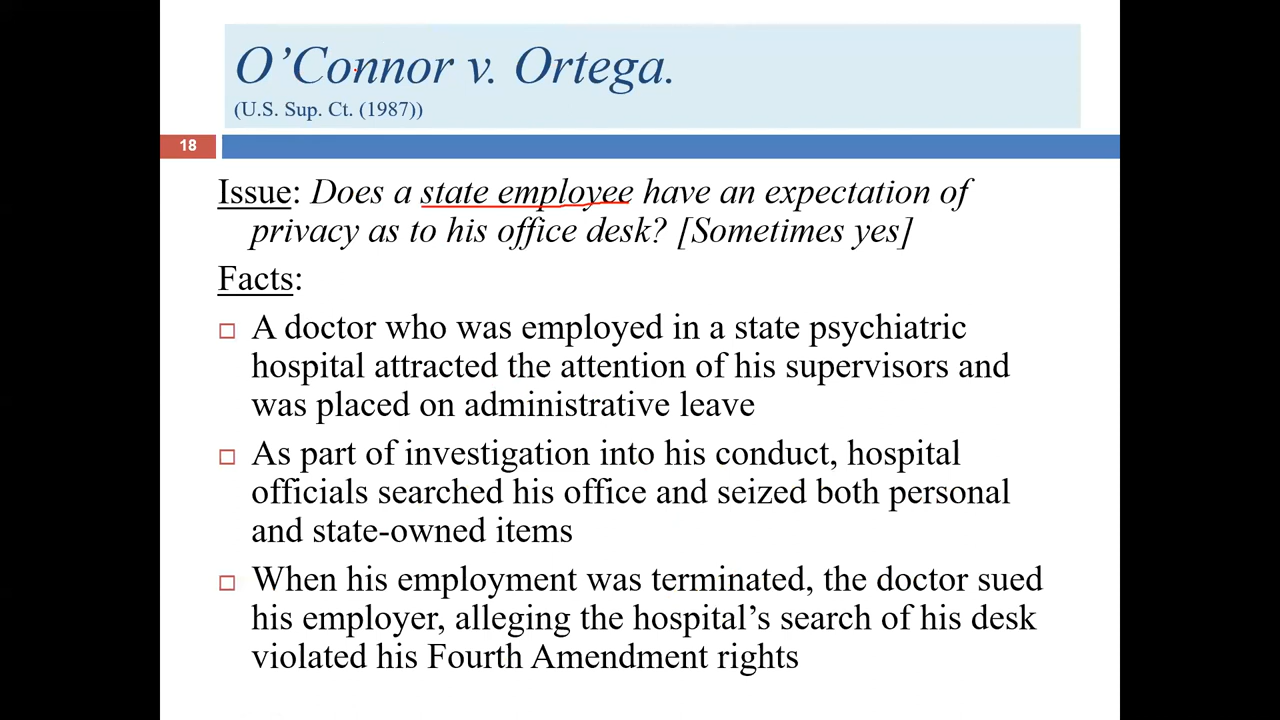 O’Connor v. Ortega.
(U.S. Sup. Ct. (1987))
18
Issue: Does a state employee have an expectation of
privacy as to his office desk? [Sometimes yes]
Facts:
A doctor who was employed in a state psychiatric
hospital attracted the attention of his supervisors and
was placed on administrative leave
As part of investigation into his conduct, hospital
officials searched his office and seized both personal
and state-owned items
When his employment was terminated, the doctor sued
his employer, alleging the hospital’s search of his desk
violated his Fourth Amendment rights